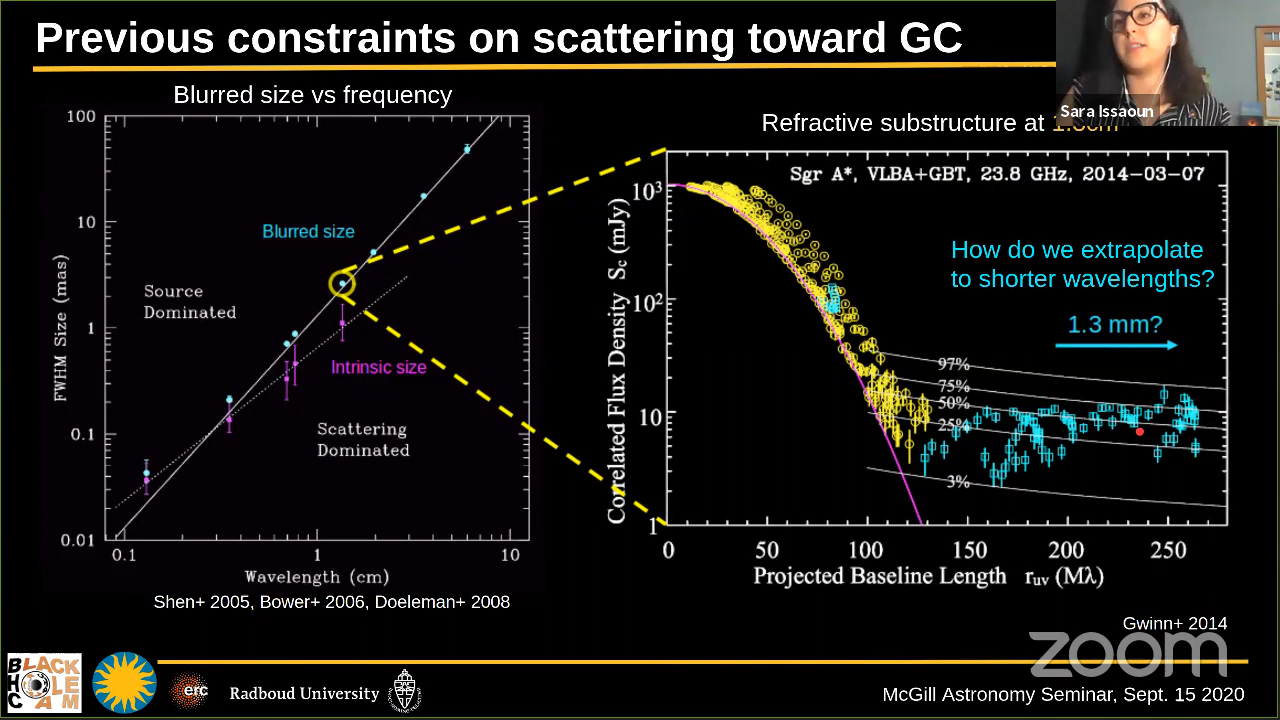 Previous constraints on scattering toward GC
Sara Issaoun
Blurred size vs frequency
100
10
1
0.1
0.01
FWHM Size (mas)
Blurred size
Source
Dominated
Intrinsic size
Scattering
Dominated
0.1
1
10
Wavelength (cm)
Shen+ 2005, Bower+ 2006, Doeleman+ 2008
Refractive substructure at
Sgr A*, VLBA+GBT, 23.8 GHz, 2014-03-07
10³
10²
10
1
Correlated Flux Density Sc (mJy)
How do we extrapolate
to shorter wavelengths?
1.3 mm?
97%
75%
50%
25%
3%
0
50
100
150
200
250
Projected Baseline Length ruv (Mλ)
Gwinn+ 2014
zoom
BLACK
HOLE
CAM
erc
Radboud University
McGill Astronomy Seminar, Sept. 15 2020